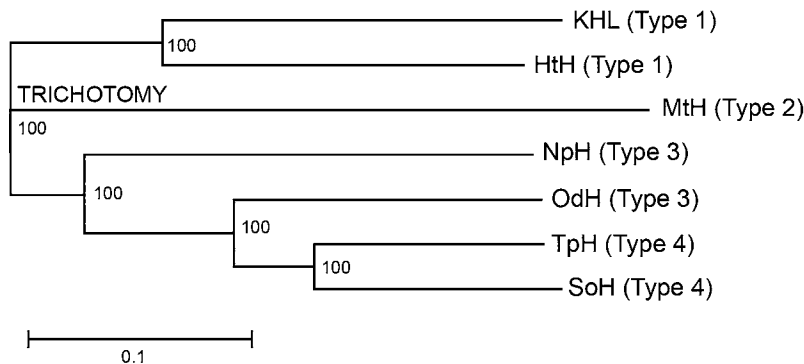 KHL (Type 1)
100
HtH (Type 1)
TRICHOTOMY
MtH (Type 2)
100
NpH (Type 3)
100
OdH (Type 3)
100
TpH (Type 4)
100
SoH (Type 4)
0.1